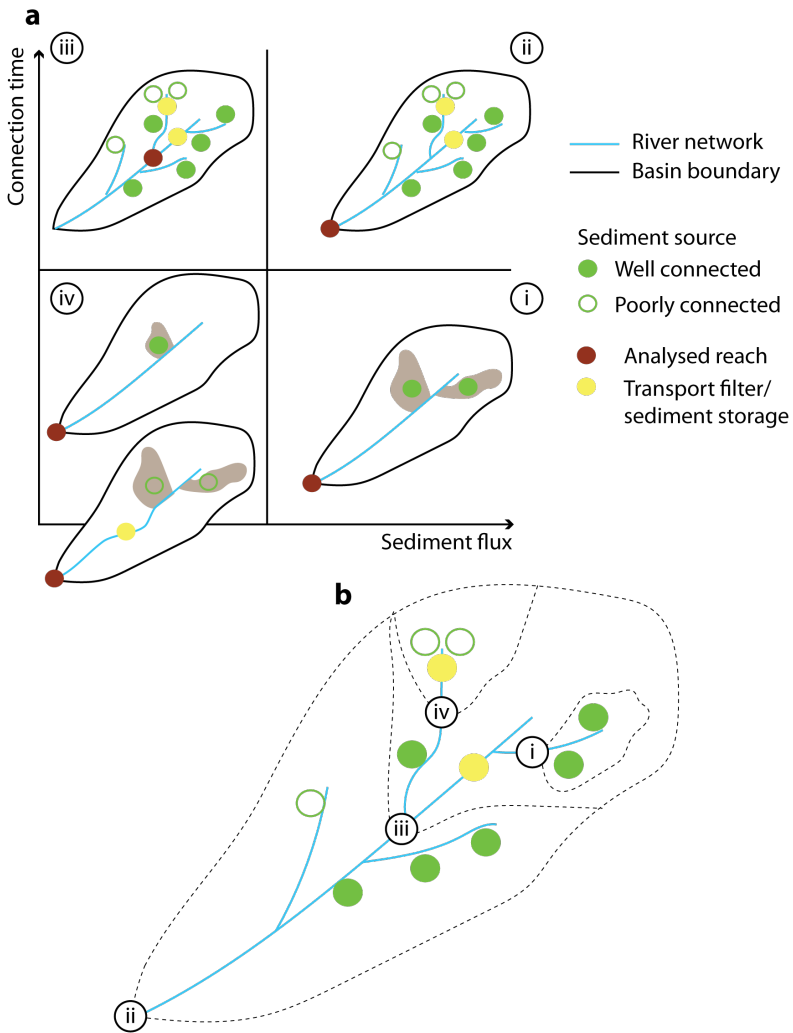 a
iii
ii
Connection time
River network
Basin boundary
Sediment source
Well connected
Poorly connected
iv
i
Analysed reach
Transport filter/
sediment storage
Sediment flux
b
iv
i
iii
ii